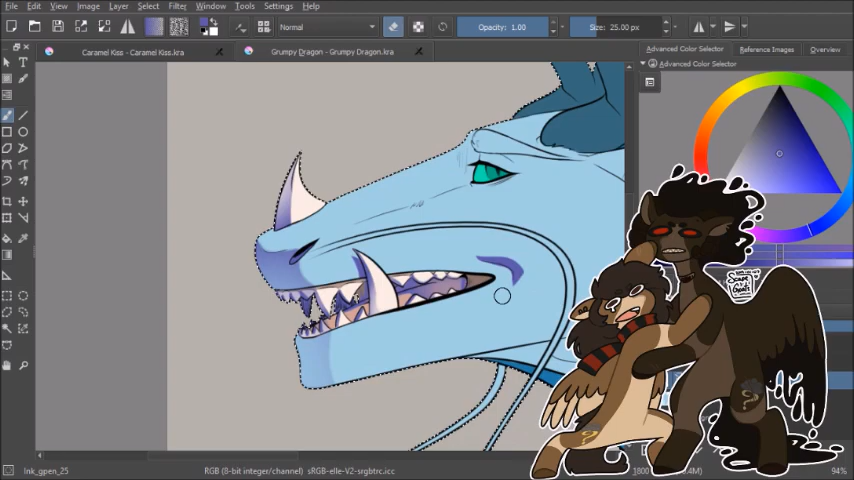 File Edit View Image Layer Select Filter Window Tools Settings Help
Normal Opacity: 1.00 Size: 25.00 px
Caramel Kiss - Caramel Kiss.kra Grumpy Dragon - Grumpy Dragon.kra Advanced Color Selector Reference Images Overview
Advanced Color Selector
Ink_gpen_25 RGB (8-bit integer/channel) sRGB-elle-V2-srgbtrc.icc 94%